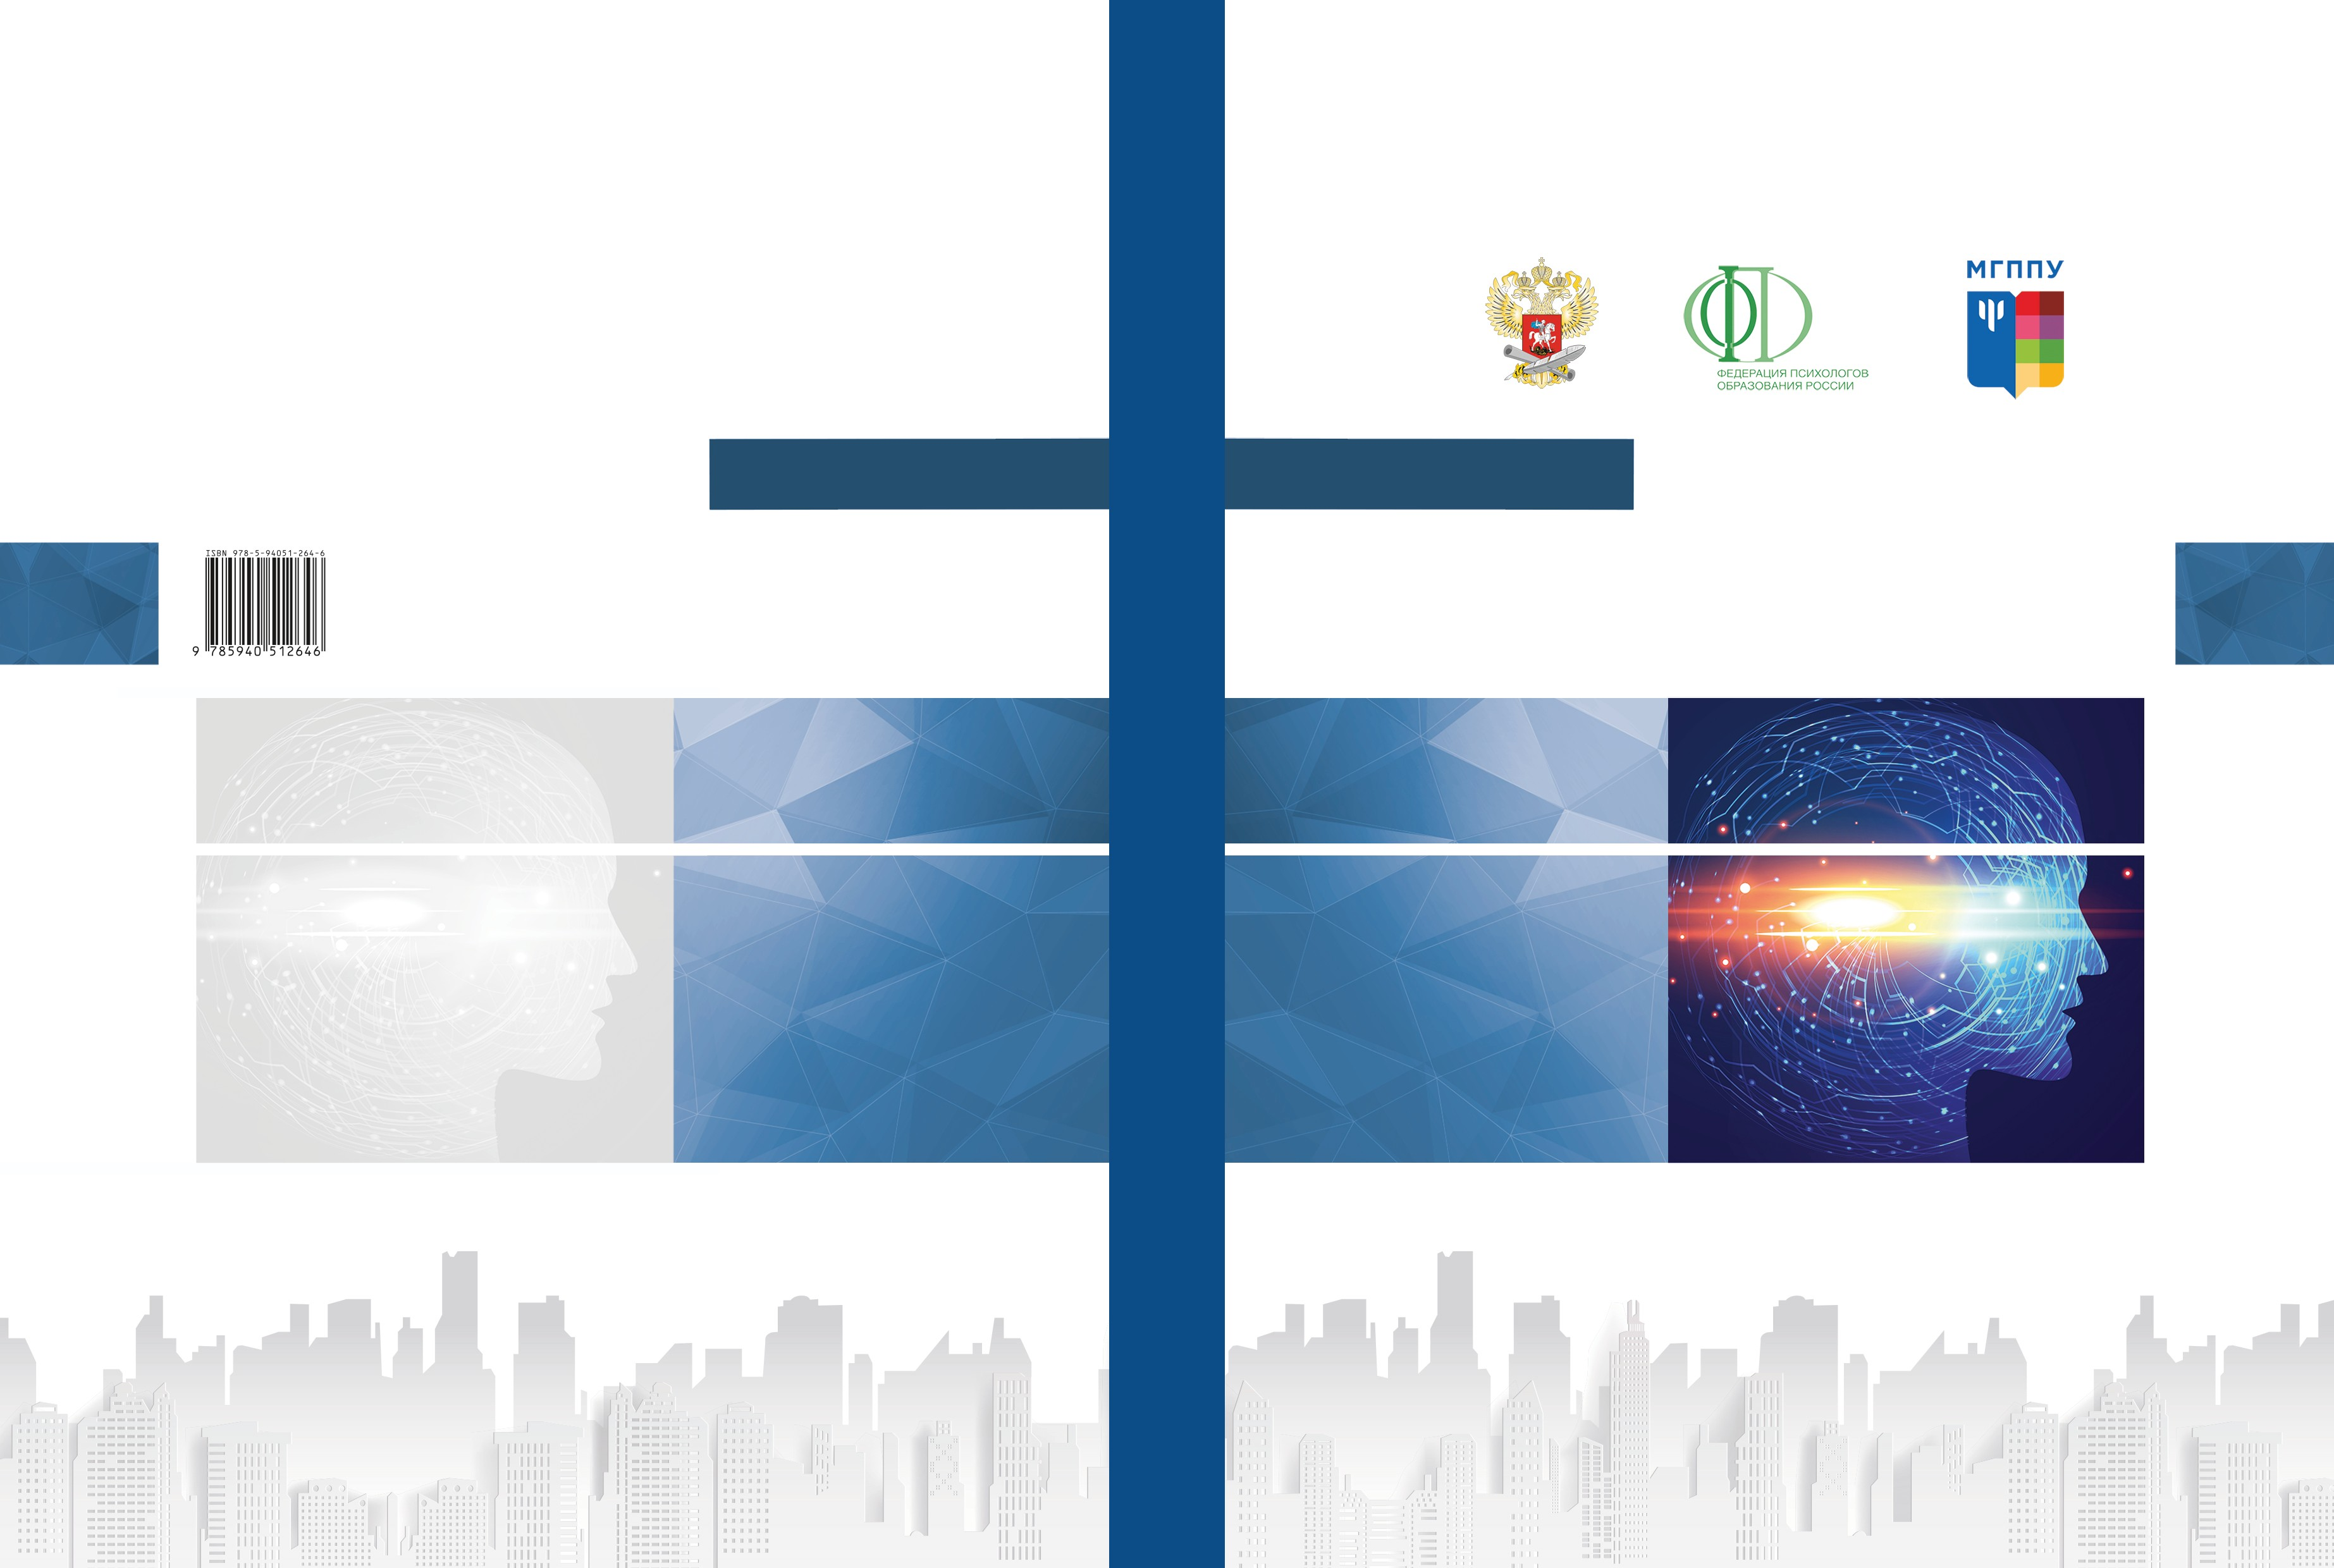 МГППУ
ФЕДЕРАЦИЯ ПСИХОЛОГОВ
ОБРАЗОВАНИЯ РОССИИ
ISBN 978-5-94051-264-6
9 785940 512646